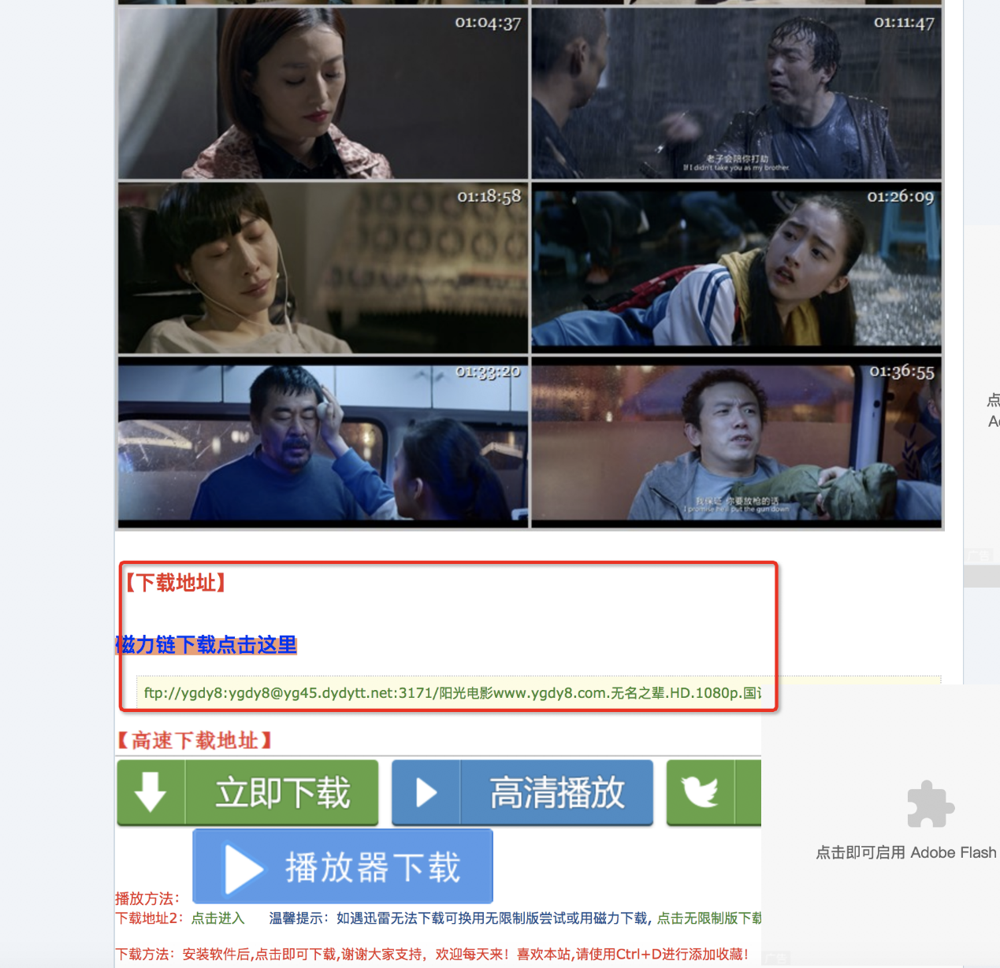 01:04:37
01:11:47
老子会陪你打劫
If I didn't take you as my brother
01:18:58
01:26:09
01:33:20
01:36:55
我保证 你要放枪的话
I promise he'll put the gun down
点
Ad
广告
【下载地址】
磁力链下载点击这里
ftp://ygdy8:ygdy8@yg45.dydytt.net:3171/阳光电影www.ygdy8.com.无名之辈.HD.1080p.国
【高速下载地址】
立即下载
高清播放
点击即可启用 Adobe Flash
播放器下载
播放方法：
下载地址2：点击进入 温馨提示：如遇迅雷无法下载可换用无限制版尝试或用磁力下载, 点击无限制版下载
下载方法：安装软件后,点击即可下载,谢谢大家支持，欢迎每天来！喜欢本站,请使用Ctrl+D进行添加收藏！
广告